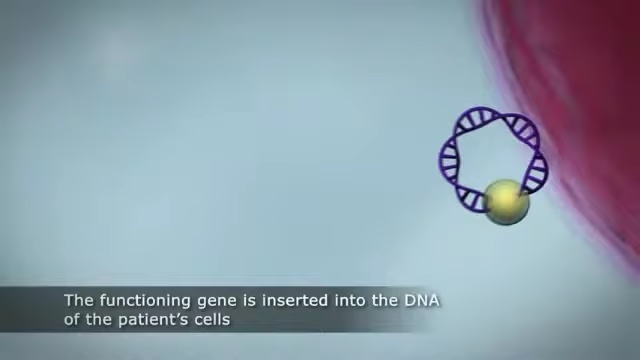 The functioning gene is inserted into the DNA
of the patient's cells